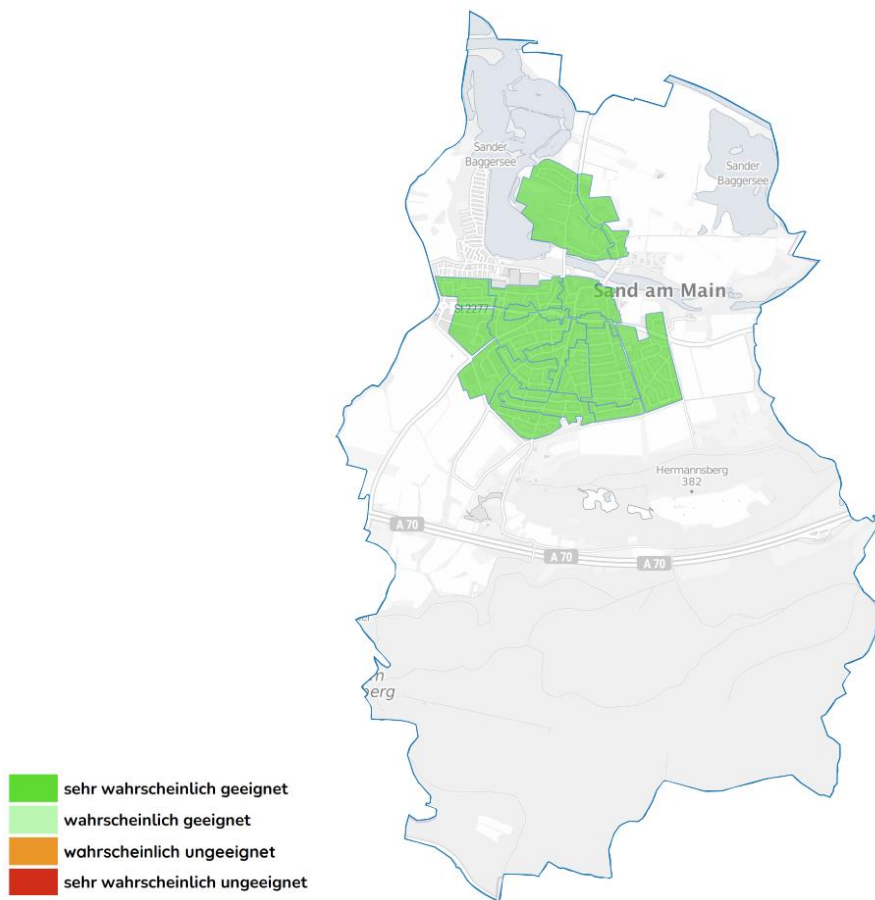 Sander
Baggersee
Sander
Baggersee
Sand am Main
St 2277
Hermannsberg
382
A 70
A 70
A 70
berg
sehr wahrscheinlich geeignet
wahrscheinlich geeignet
wahrscheinlich ungeeignet
sehr wahrscheinlich ungeeignet